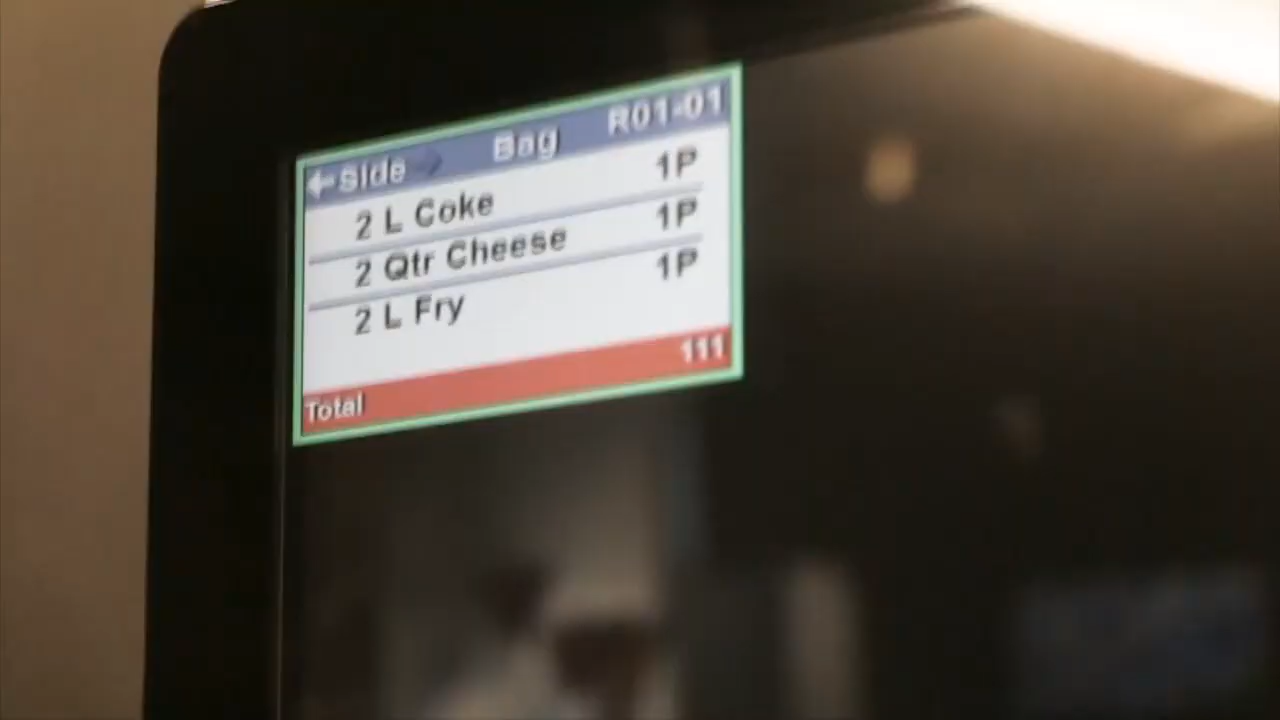 ←Side Bag R01-01
2 L Coke 1P
2 Qtr Cheese 1P
2 L Fry 1P
Total 111